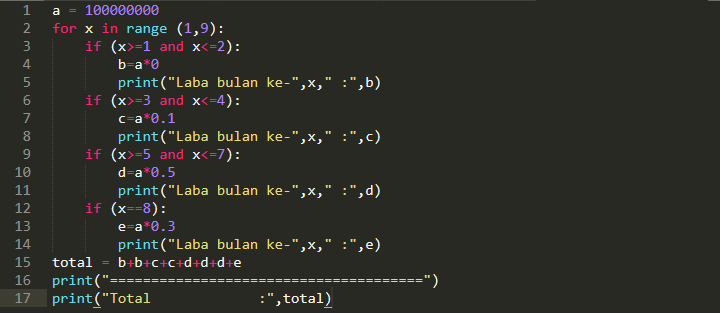 1 a = 100000000
2 for x in range (1,9):
3     if (x>=1 and x<=2):
4         b=a*0
5         print("Laba bulan ke-",x," :",b)
6     if (x>=3 and x<=4):
7         c=a*0.1
8         print("Laba bulan ke-",x," :",c)
9     if (x>=5 and x<=7):
10         d=a*0.5
11         print("Laba bulan ke-",x," :",d)
12     if (x==8):
13         e=a*0.3
14         print("Laba bulan ke-",x," :",e)
15 total = b+b+c+c+d+d+d+e
16 print("======================================")
17 print("Total             :",total)